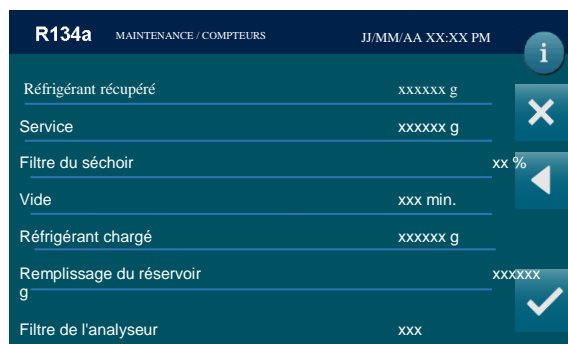 R134a MAINTENANCE / COMPTEURS JJ/MM/AA XX:XX PM
i
Réfrigérant récupéré xxxxxx g
Service xxxxxx g
Filtre du séchoir xx %
Vide xxx min.
Réfrigérant chargé xxxxxx g
Remplissage du réservoir xxxxxx
g
Filtre de l'analyseur xxx